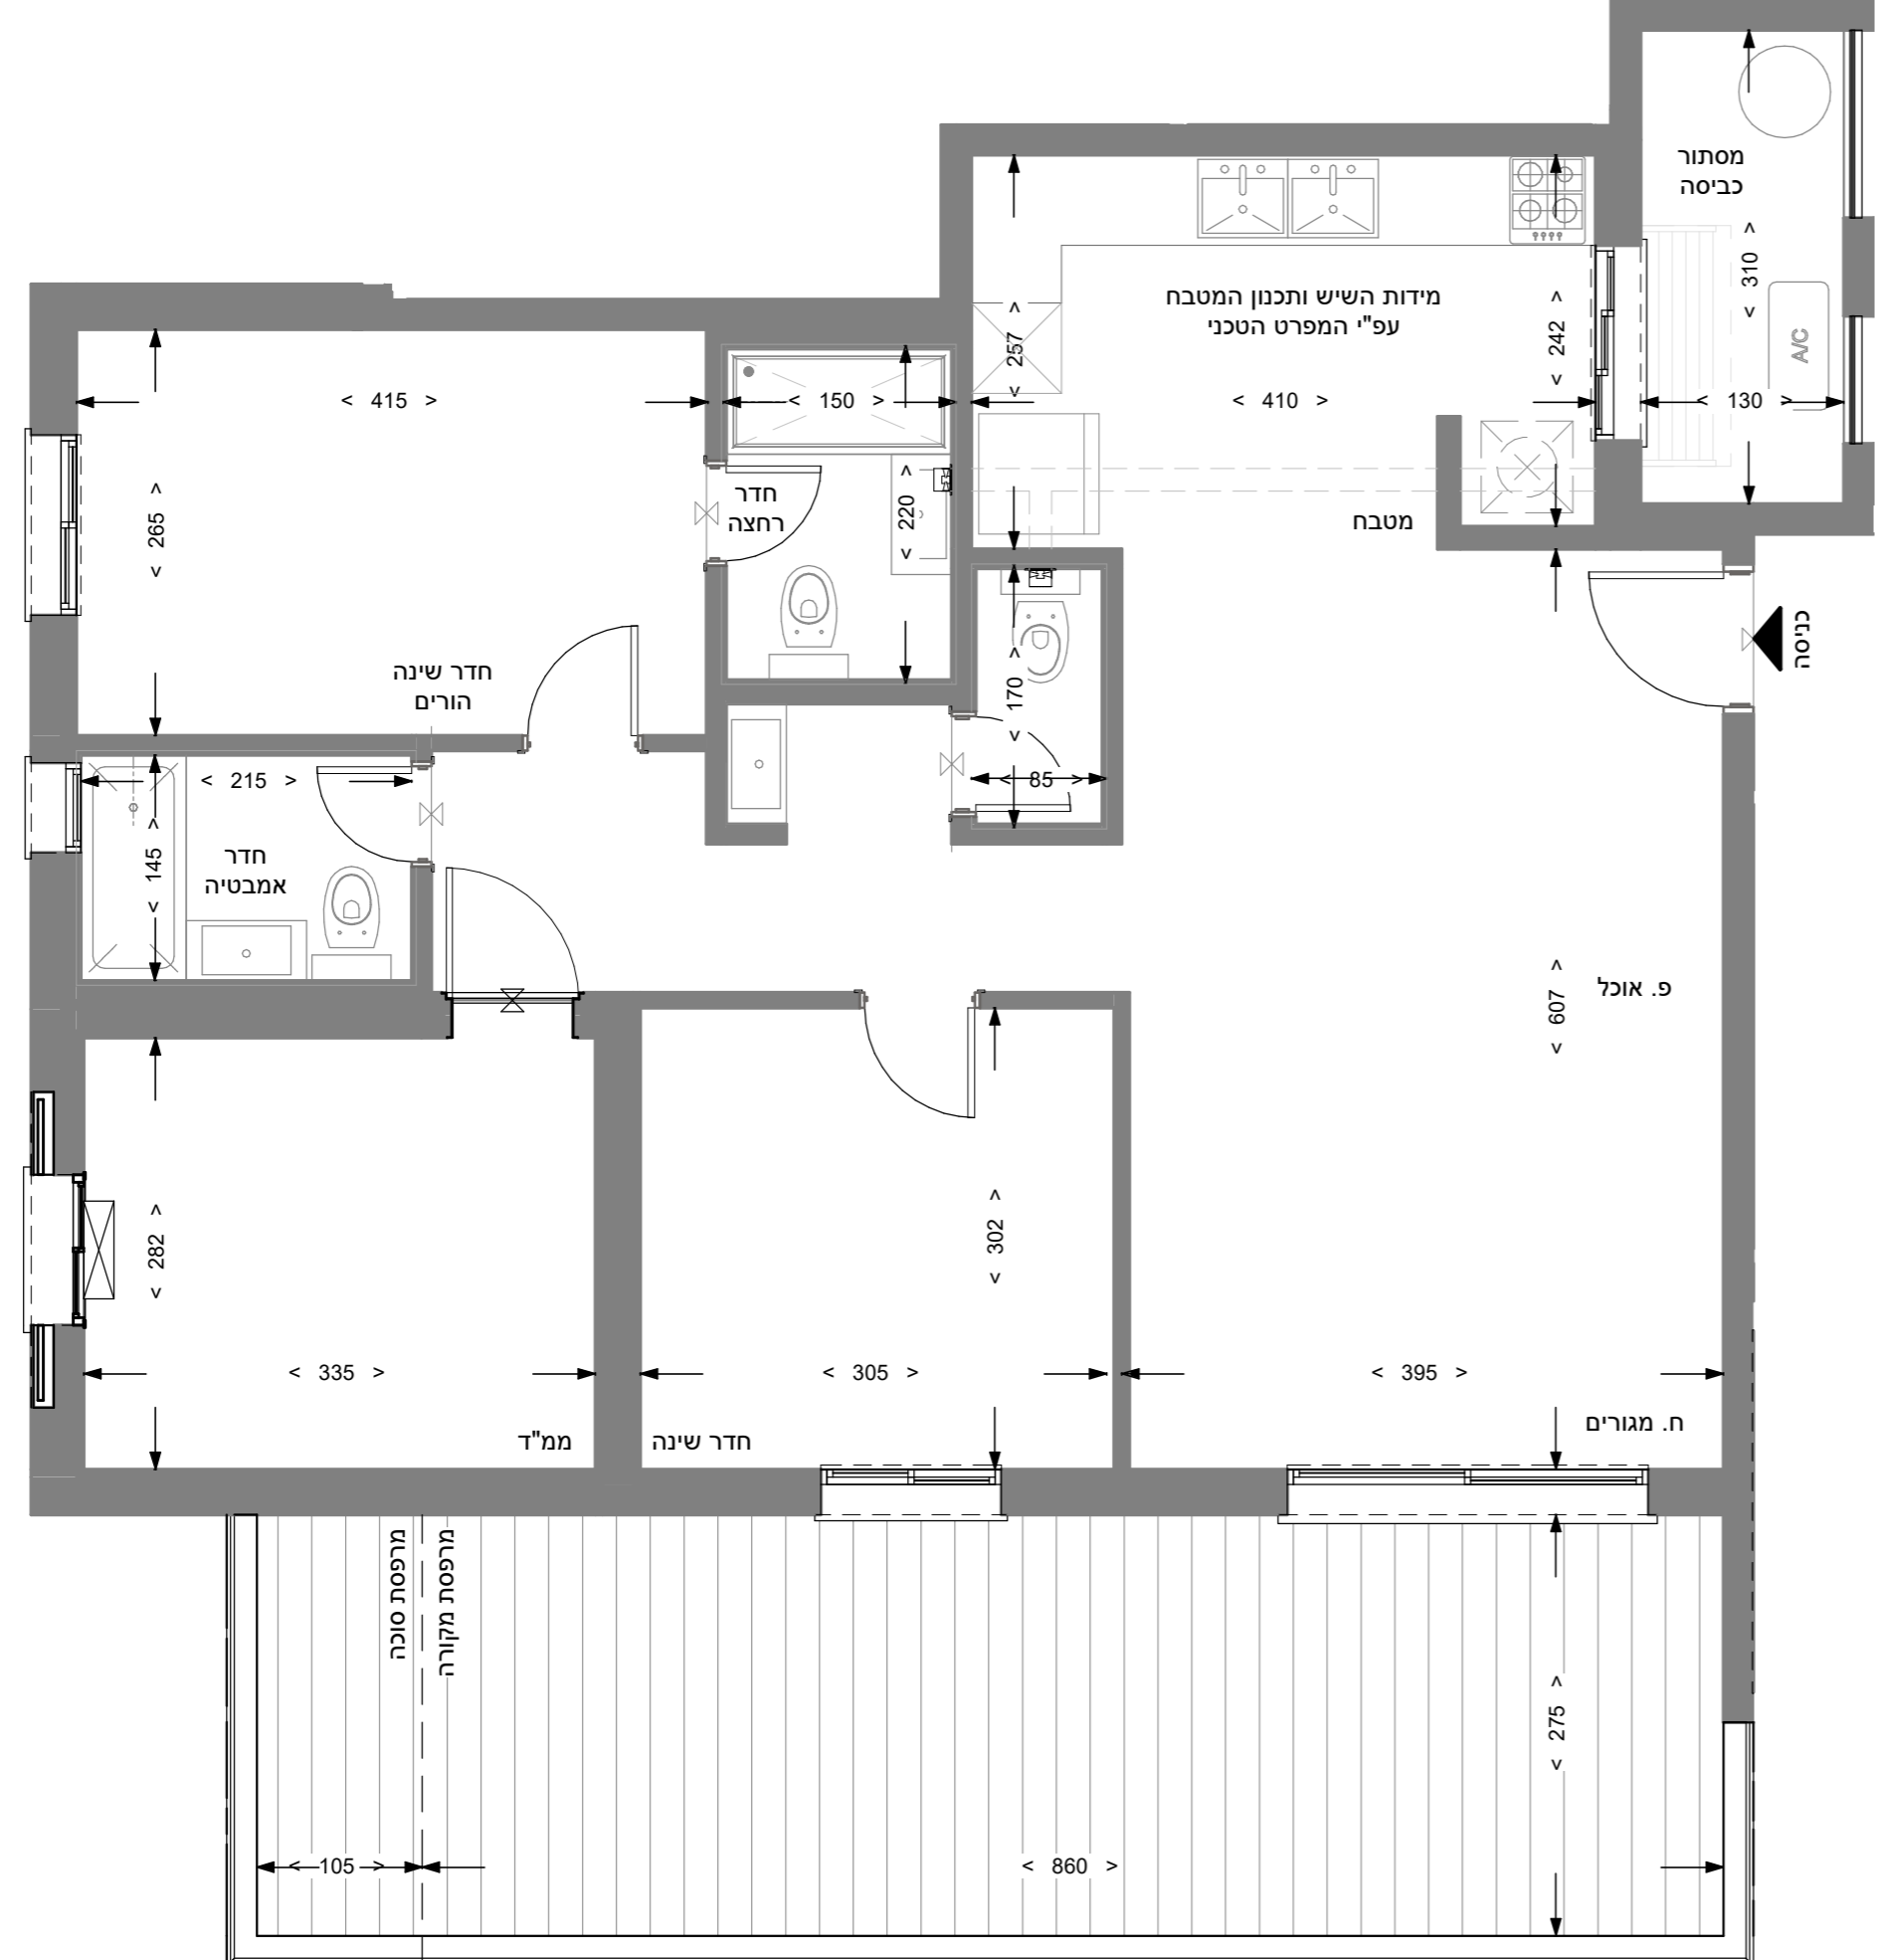 מסתור
כביסה
< 310 >
A/C
< 130 >
מידות השיש ותכנון המטבח
עפ"י המפרט הטכני
< 257 >
< 242 >
< 410 >
מטבח
כניסה
< 415 >
< 265 >
חדר שינה
הורים
< 150 >
חדר
רחצה
< 220 >
< 170 >
< 85 >
< 215 >
< 145 >
חדר
אמבטיה
< 607 >
פ. אוכל
< 282 >
< 335 >
ממ"ד
< 302 >
< 305 >
חדר שינה
< 395 >
ח. מגורים
מרפסת סוכה
מרפסת מקורה
< 275 >
< 105 >
< 860 >